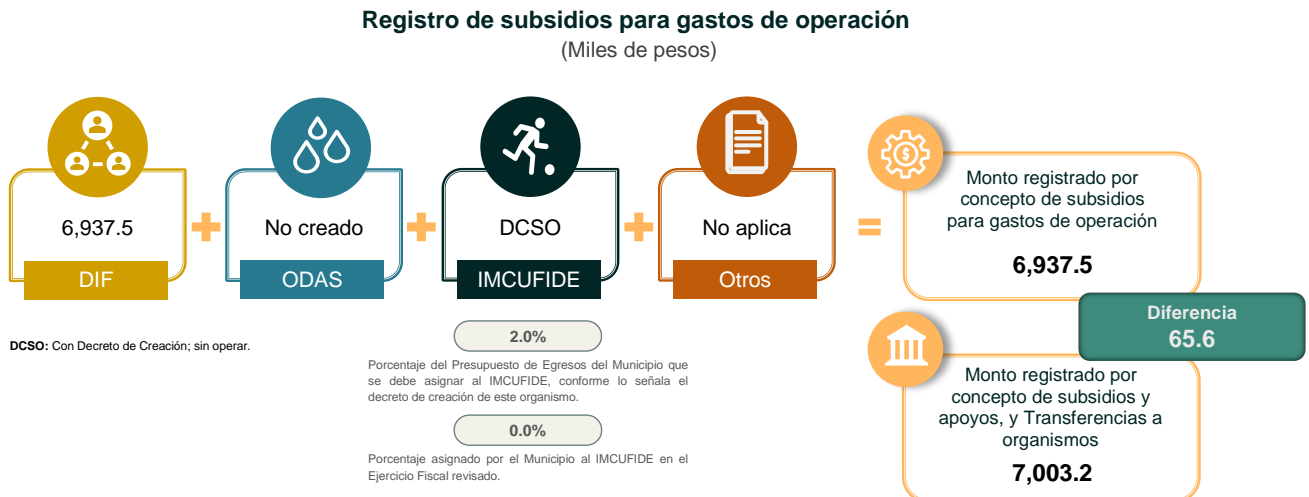 Registro de subsidios para gastos de operación
(Miles de pesos)
6,937.5
DIF
No creado
ODAS
DCSO
IMCUFIDE
No aplica
Otros
Monto registrado por
concepto de subsidios
para gastos de operación
6,937.5
Diferencia
65.6
Monto registrado por
concepto de subsidios y
apoyos, y Transferencias a
organismos
7,003.2
DCSO: Con Decreto de Creación; sin operar.
2.0%
Porcentaje del Presupuesto de Egresos del Municipio que
se debe asignar al IMCUFIDE, conforme lo señala el
decreto de creación de este organismo.
0.0%
Porcentaje asignado por el Municipio al IMCUFIDE en el
Ejercicio Fiscal revisado.